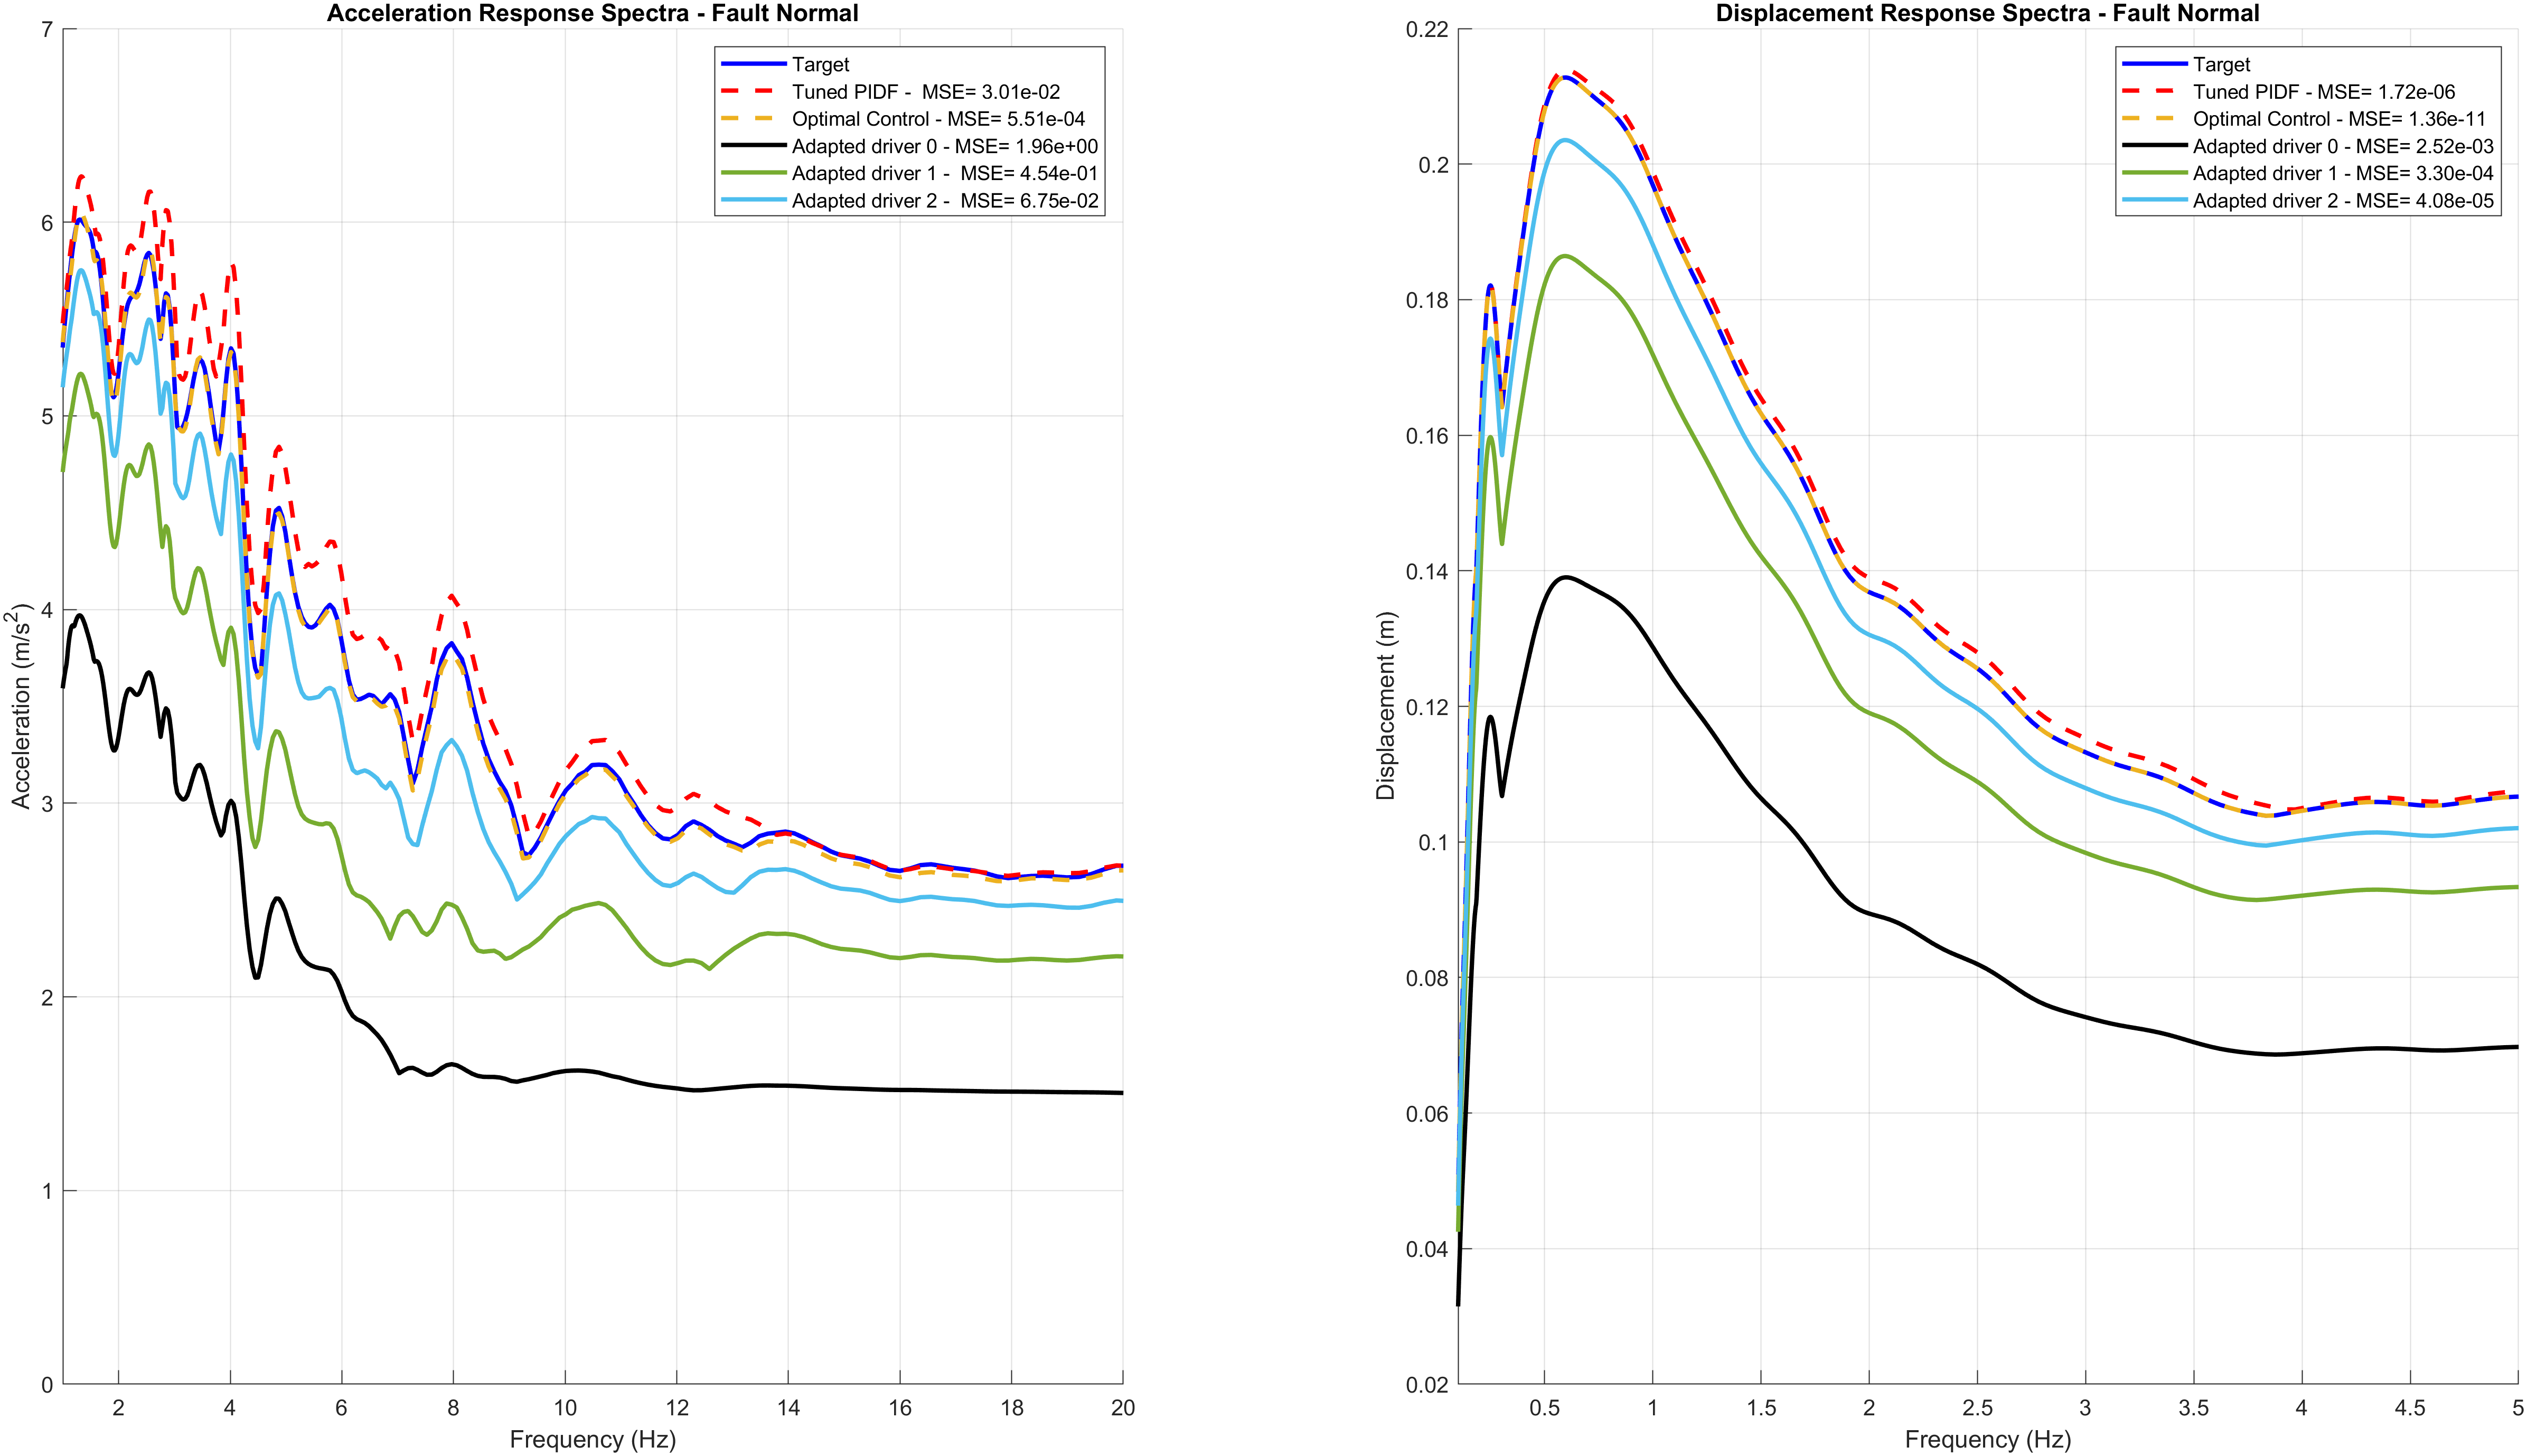 Acceleration Response Spectra - Fault Normal
7
6
5
4
3
2
1
0
Acceleration (m/s²)
Target
Tuned PIDF - MSE= 3.01e-02
Optimal Control - MSE= 5.51e-04
Adapted driver 0 - MSE= 1.96e+00
Adapted driver 1 - MSE= 4.54e-01
Adapted driver 2 - MSE= 6.75e-02
2 4 6 8 10 12 14 16 18 20
Frequency (Hz)
Displacement Response Spectra - Fault Normal
0.22
0.2
0.18
0.16
0.14
0.12
0.1
0.08
0.06
0.04
0.02
Displacement (m)
Target
Tuned PIDF - MSE= 1.72e-06
Optimal Control - MSE= 1.36e-11
Adapted driver 0 - MSE= 2.52e-03
Adapted driver 1 - MSE= 3.30e-04
Adapted driver 2 - MSE= 4.08e-05
0.5 1 1.5 2 2.5 3 3.5 4 4.5 5
Frequency (Hz)